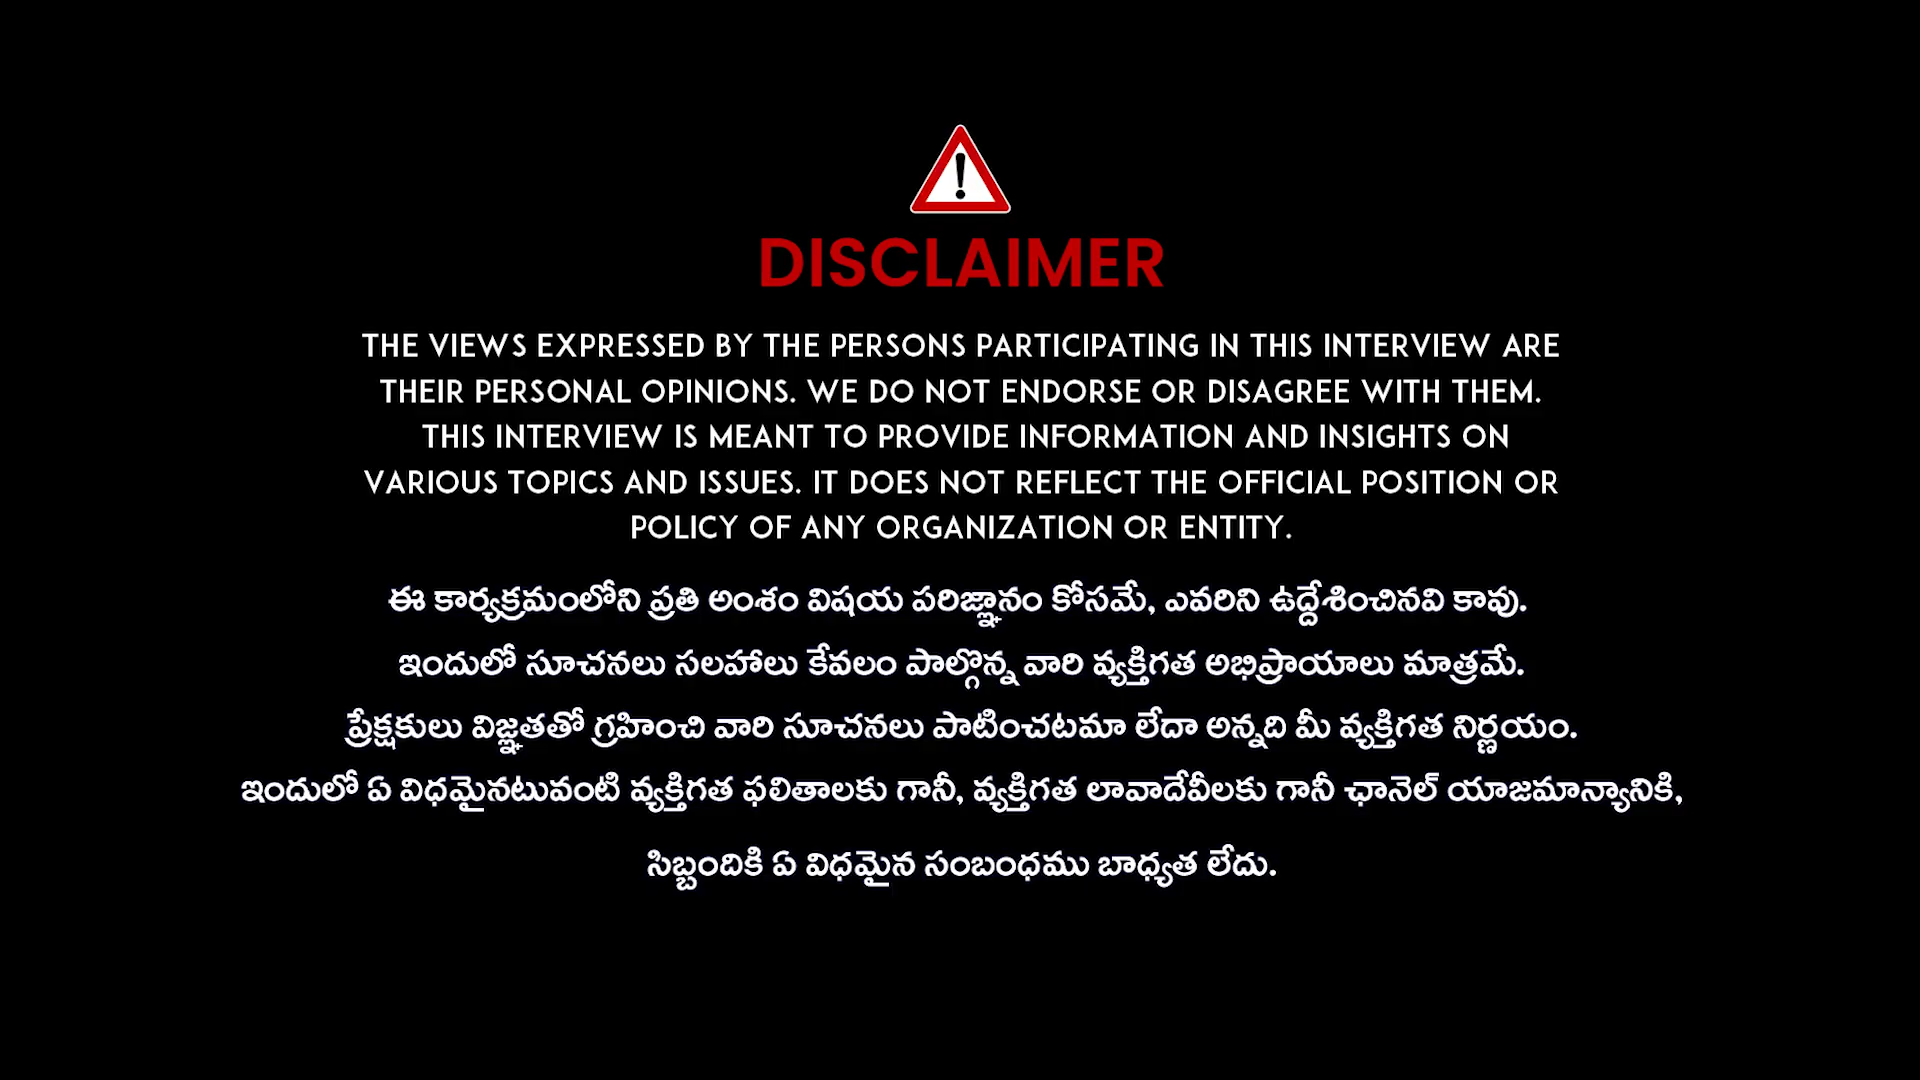 DISCLAIMER
THE VIEWS EXPRESSED BY THE PERSONS PARTICIPATING IN THIS INTERVIEW ARE
THEIR PERSONAL OPINIONS. WE DO NOT ENDORSE OR DISAGREE WITH THEM.
THIS INTERVIEW IS MEANT TO PROVIDE INFORMATION AND INSIGHTS ON
VARIOUS TOPICS AND ISSUES. IT DOES NOT REFLECT THE OFFICIAL POSITION OR
POLICY OF ANY ORGANIZATION OR ENTITY.
ఈ కార్యక్రమంలోని ప్రతి అంశం విషయ పరిజ్ఞానం కోసమే, ఎవరిని ఉద్దేశించినవి కావు.
ఇందులో సూచనలు సలహాలు కేవలం పాల్గొన్న వారి వ్యక్తిగత అభిప్రాయాలు మాత్రమే.
ప్రేక్షకులు విజ్ఞతతో గ్రహించి వారి సూచనలు పాటించటమా లేదా అన్నది మీ వ్యక్తిగత నిర్ణయం.
ఇందులో ఏ విధమైనటువంటి వ్యక్తిగత ఫలితాలకు గానీ, వ్యక్తిగత లావాదేవీలకు గానీ ఛానెల్ యాజమాన్యానికి,
సిబ్బందికి ఏ విధమైన సంబంధము బాధ్యత లేదు.